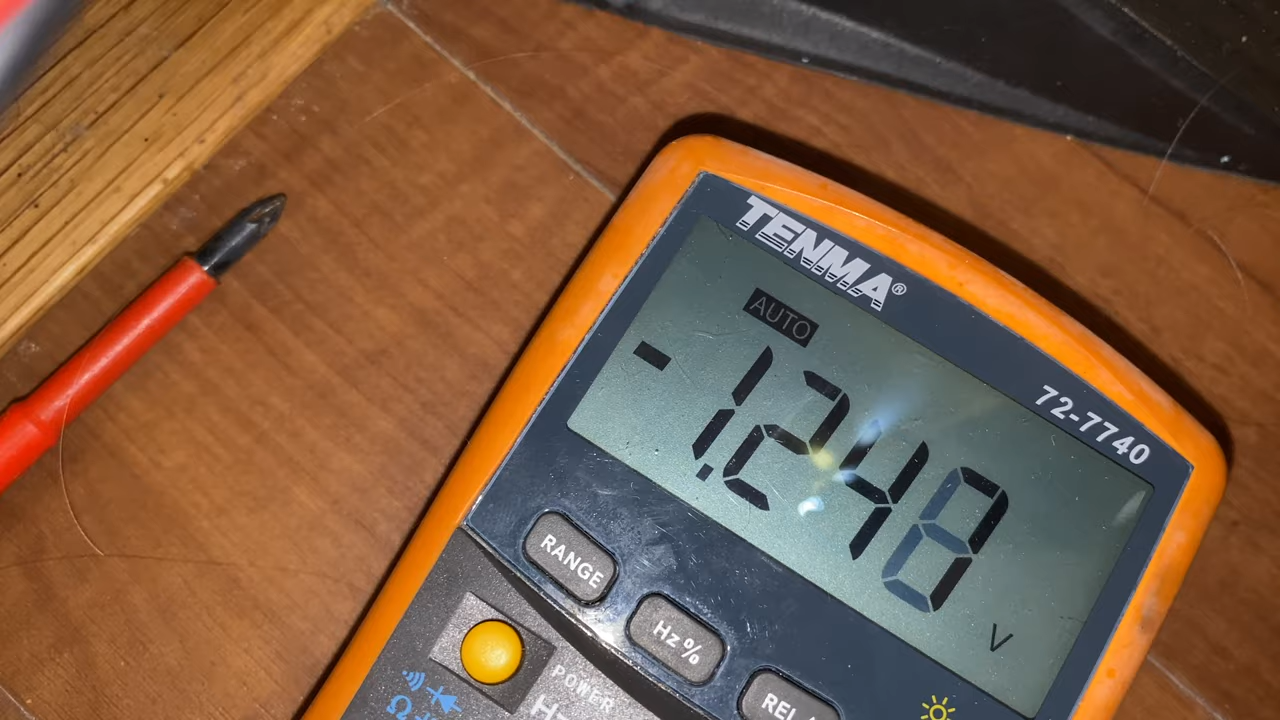 TENMA®
AUTO
72-7740
-1.248
V
RANGE
Hz %
REL
POWER
Ω